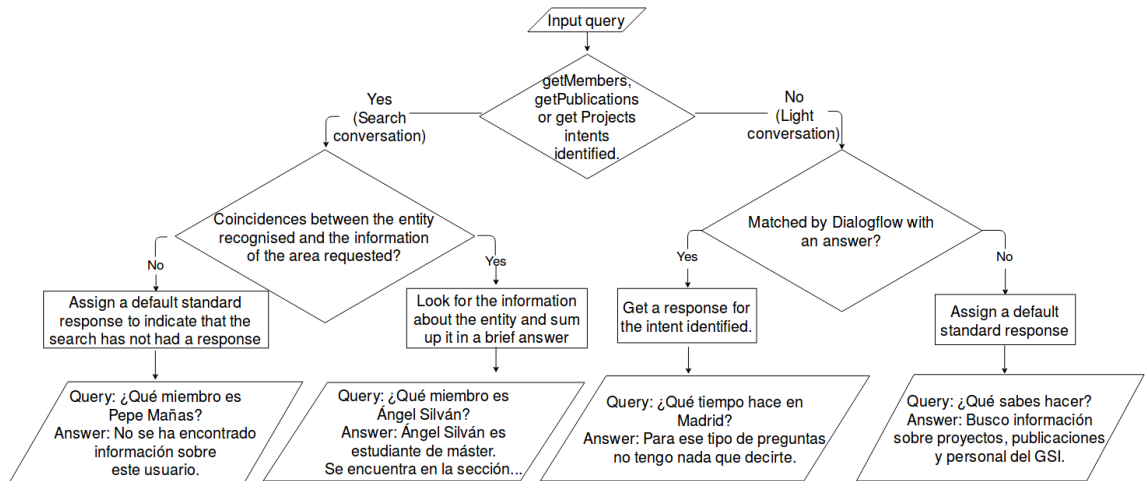 Input query
getMembers,
getPublications
or get Projects
intents
identified.
Yes
(Search
conversation)
No
(Light
conversation)
Coincidences between the entity
recognised and the information
of the area requested?
Matched by Dialogflow with
an answer?
No
Yes
Yes
No
Assign a default standard
response to indicate that the
search has not had a response
Look for the information
about the entity and sum
up it in a brief answer
Get a response for
the intent identified.
Assign a default
standard response
Query: ¿Qué miembro es
Pepe Mañas?
Answer: No se ha encontrado
información sobre
este usuario.
Query: ¿Qué miembro es
Ángel Silván?
Answer: Ángel Silván es
estudiante de máster.
Se encuentra en la sección...
Query: ¿Qué tiempo hace en
Madrid?
Answer: Para ese tipo de preguntas
no tengo nada que decirte.
Query: ¿Qué sabes hacer?
Answer: Busco información
sobre proyectos, publicaciones
y personal del GSI.